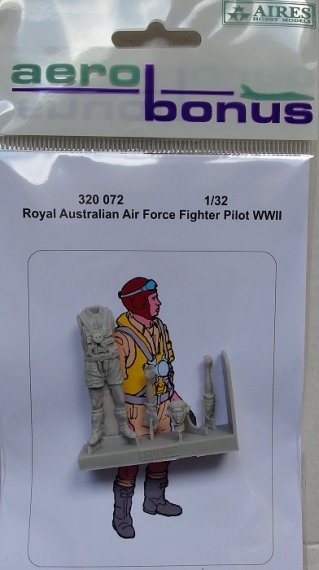 AIRES
HOBBY MODELS
aero
bonus
320 072 1/32
Royal Australian Air Force Fighter Pilot WWII